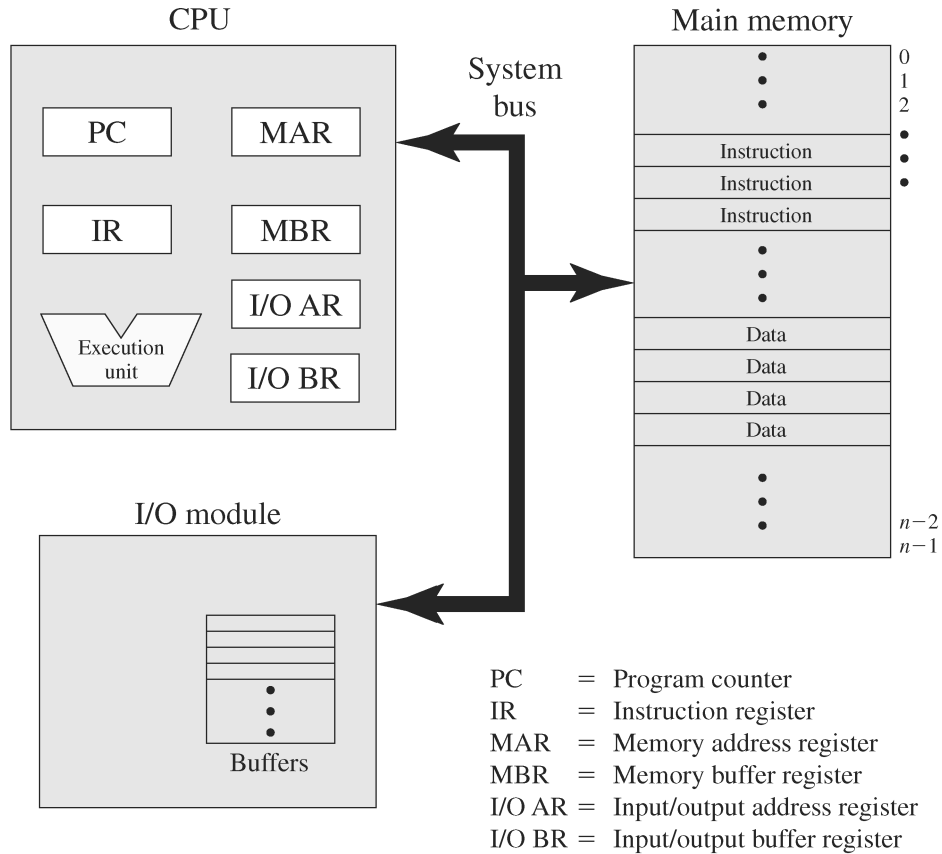 CPU
PC
MAR
IR
MBR
I/O AR
Execution
unit
I/O BR
System
bus
Main memory
0
1
2
Instruction
Instruction
Instruction
Data
Data
Data
Data
n−2
n−1
I/O module
Buffers
PC = Program counter
IR = Instruction register
MAR = Memory address register
MBR = Memory buffer register
I/O AR = Input/output address register
I/O BR = Input/output buffer register